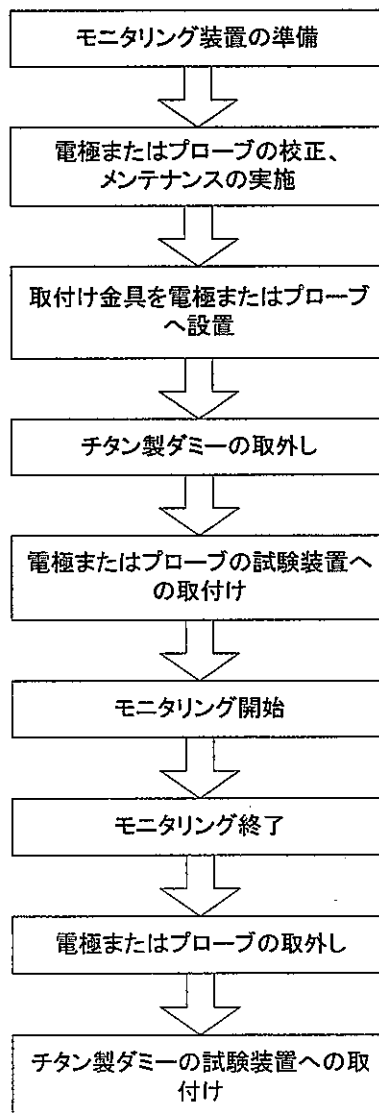 モニタリング装置の準備
電極またはプローブの校正、
メンテナンスの実施
取付け金具を電極またはプローブ
へ設置
チタン製ダミーの取外し
電極またはプローブの試験装置へ
の取付け
モニタリング開始
モニタリング終了
電極またはプローブの取外し
チタン製ダミーの試験装置への取
付け